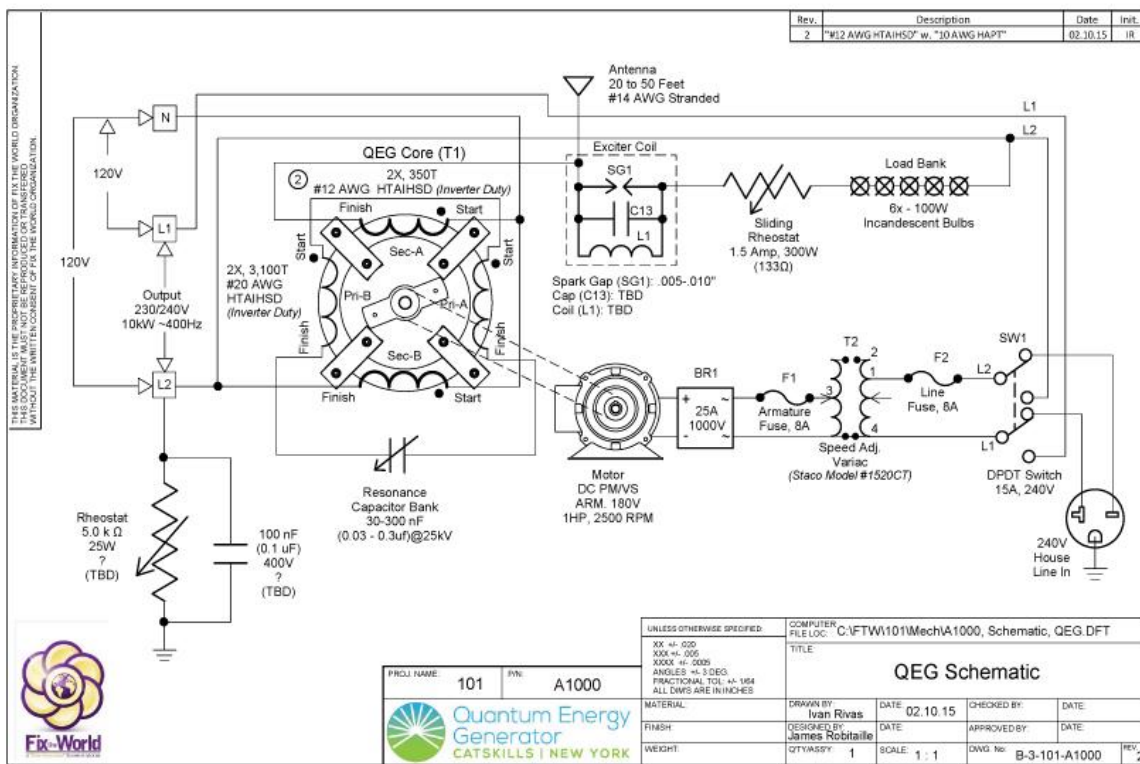 Rev. Description Date Init.
2 "#12 AWG HTAIHSD" w. "10 AWG HAPT" 02.10.15 IR
THIS MATERIAL IS THE PROPRIETARY INFORMATION OF FIX THE WORLD ORGANIZATION.
THIS DOCUMENT MUST NOT BE REPRODUCED OR TRANSFERRED
WITHOUT THE WRITTEN CONSENT OF FIX THE WORLD ORGANIZATION.
Antenna
20 to 50 Feet
#14 AWG Stranded
N
L1
L2
120V
L1
120V
Output
230/240V
10kW ~400Hz
L2
QEG Core (T1)
2
2X, 350T
#12 AWG HTAIHSD (Inverter Duty)
Finish
Start
Sec-A
Start
Start
2X, 3,100T
#20 AWG
HTAIHSD
(Inverter Duty)
Pri-B
Pri-A
Finish
Finish
Sec-B
Finish
Start
Exciter Coil
SG1
C13
L1
Spark Gap (SG1): .005-.010"
Cap (C13): TBD
Coil (L1): TBD
Sliding
Rheostat
1.5 Amp, 300W
(133Ω)
Load Bank
6x - 100W
Incandescent Bulbs
Resonance
Capacitor Bank
30-300 nF
(0.03 - 0.3uf)@25kV
Motor
DC PM/VS
ARM. 180V
1HP, 2500 RPM
BR1
+ ~
25A
1000V
- ~
F1
Armature
Fuse, 8A
T2
2
1
3
4
Speed Adj.
Variac
(Staco Model #1520CT)
F2
Line
Fuse, 8A
SW1
L2
L1
DPDT Switch
15A, 240V
240V
House
Line In
Rheostat
5.0 k Ω
25W
?
(TBD)
100 nF
(0.1 uF)
400V
?
(TBD)
Fix the World
PROJ. NAME: 101 P/N: A1000
Quantum Energy
Generator
CATSKILLS | NEW YORK
UNLESS OTHERWISE SPECIFIED:
XX +/- .020
XXX +/- .005
XXXX +/- .0005
ANGLES +/- 3 DEG.
FRACTIONAL TOL: +/- 1/64
ALL DIM'S ARE IN INCHES
MATERIAL:
FINISH:
WEIGHT:
COMPUTER
FILE LOC: C:\FTW\101\Mech\A1000, Schematic, QEG.DFT
TITLE:
QEG Schematic
DRAWN BY: Ivan Rivas DATE 02.10.15 CHECKED BY: DATE:
DESIGNED BY: James Robitaille DATE: APPROVED BY: DATE:
QTY/ASS'Y 1 SCALE: 1 : 1 DWG. No: B-3-101-A1000 REV. 2